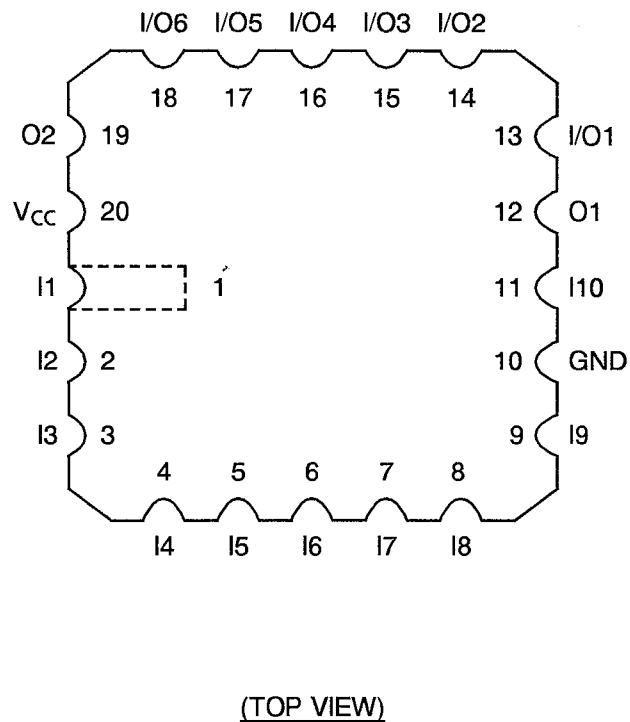 I/O6 I/O5 I/O4 I/O3 I/O2
18 17 16 15 14
O2 19 13 I/O1
VCC 20 12 O1
I1 1 11 I10
I2 2 10 GND
I3 3 9 I9
4 5 6 7 8
I4 I5 I6 I7 I8
(TOP VIEW)